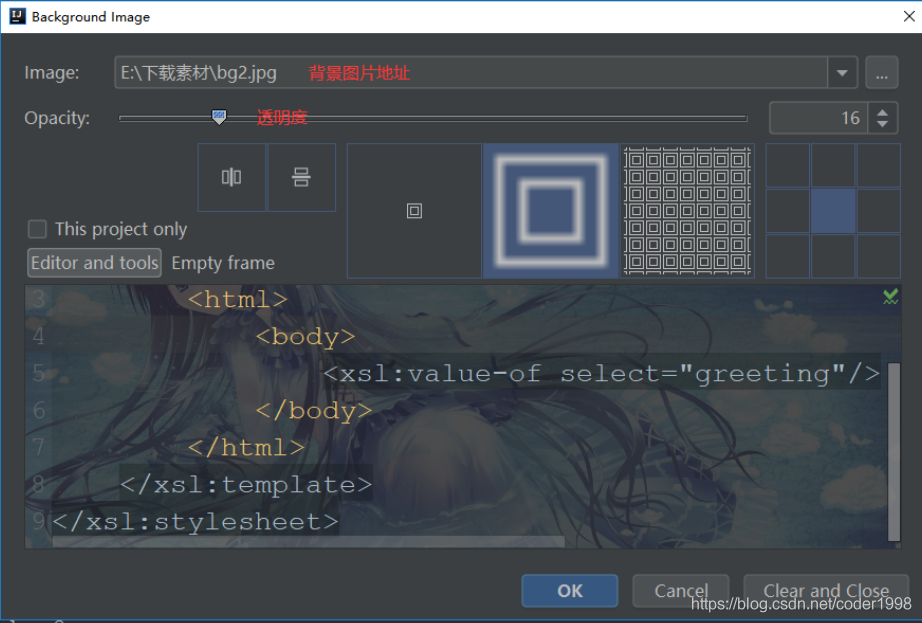 Background Image
Image: E:\下载素材\bg2.jpg 背景图片地址 ...
Opacity: 透明度 16
This project only
Editor and tools Empty frame
3 <html>
4 <body>
5 <xsl:value-of select="greeting"/>
6 </body>
7 </html>
8 </xsl:template>
9 </xsl:stylesheet>
OK Cancel Clear and Close
https://blog.csdn.net/coder1998